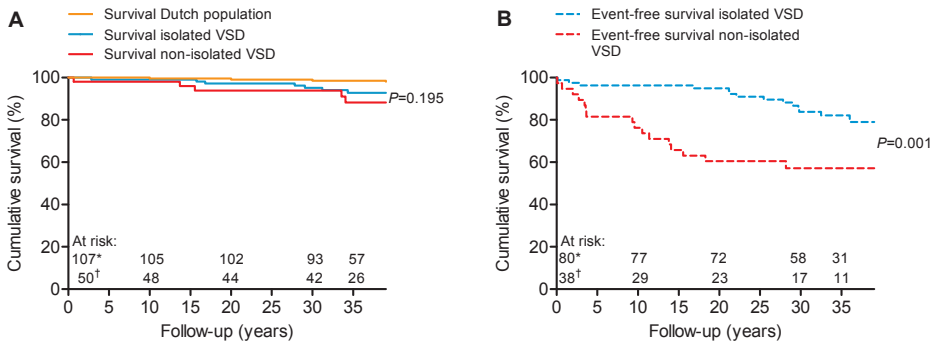 A
Survival Dutch population
Survival isolated VSD
Survival non-isolated VSD
Cumulative survival (%)
100
80
60
40
20
0
P=0.195
At risk:
107* 105 102 93 57
50† 48 44 42 26
0 5 10 15 20 25 30 35
Follow-up (years)
B
Event-free survival isolated VSD
Event-free survival non-isolated
VSD
Cumulative survival (%)
100
80
60
40
20
0
P=0.001
At risk:
80* 77 72 58 31
38† 29 23 17 11
0 5 10 15 20 25 30 35
Follow-up (years)